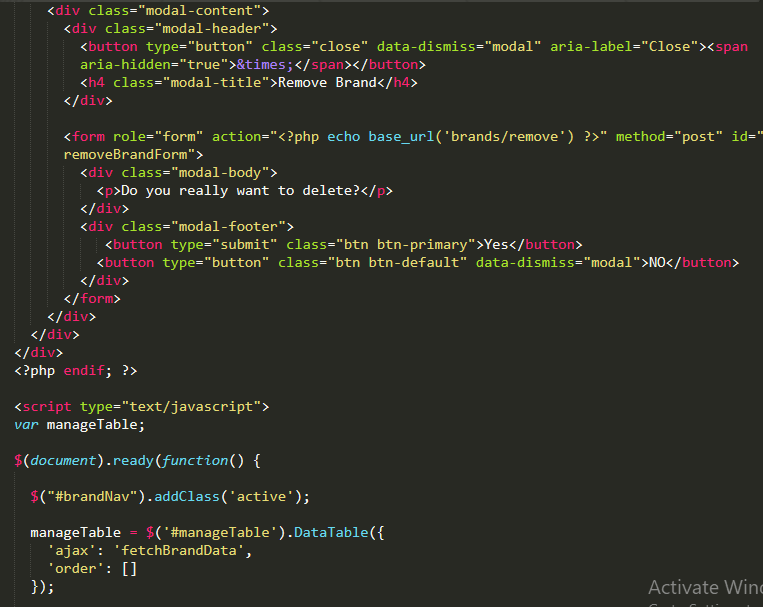 <div class="modal-content">
<div class="modal-header">
<button type="button" class="close" data-dismiss="modal" aria-label="Close"><span
aria-hidden="true">&times;</span></button>
<h4 class="modal-title">Remove Brand</h4>
</div>
<form role="form" action="<?php echo base_url('brands/remove') ?>" method="post" id="
removeBrandForm">
<div class="modal-body">
<p>Do you really want to delete?</p>
</div>
<div class="modal-footer">
<button type="submit" class="btn btn-primary">Yes</button>
<button type="button" class="btn btn-default" data-dismiss="modal">NO</button>
</div>
</form>
</div>
</div>
</div>
<?php endif; ?>
<script type="text/javascript">
var manageTable;
$(document).ready(function() {
$("#brandNav").addClass('active');
manageTable = $('#manageTable').DataTable({
'ajax': 'fetchBrandData',
'order': []
});
Activate Wind